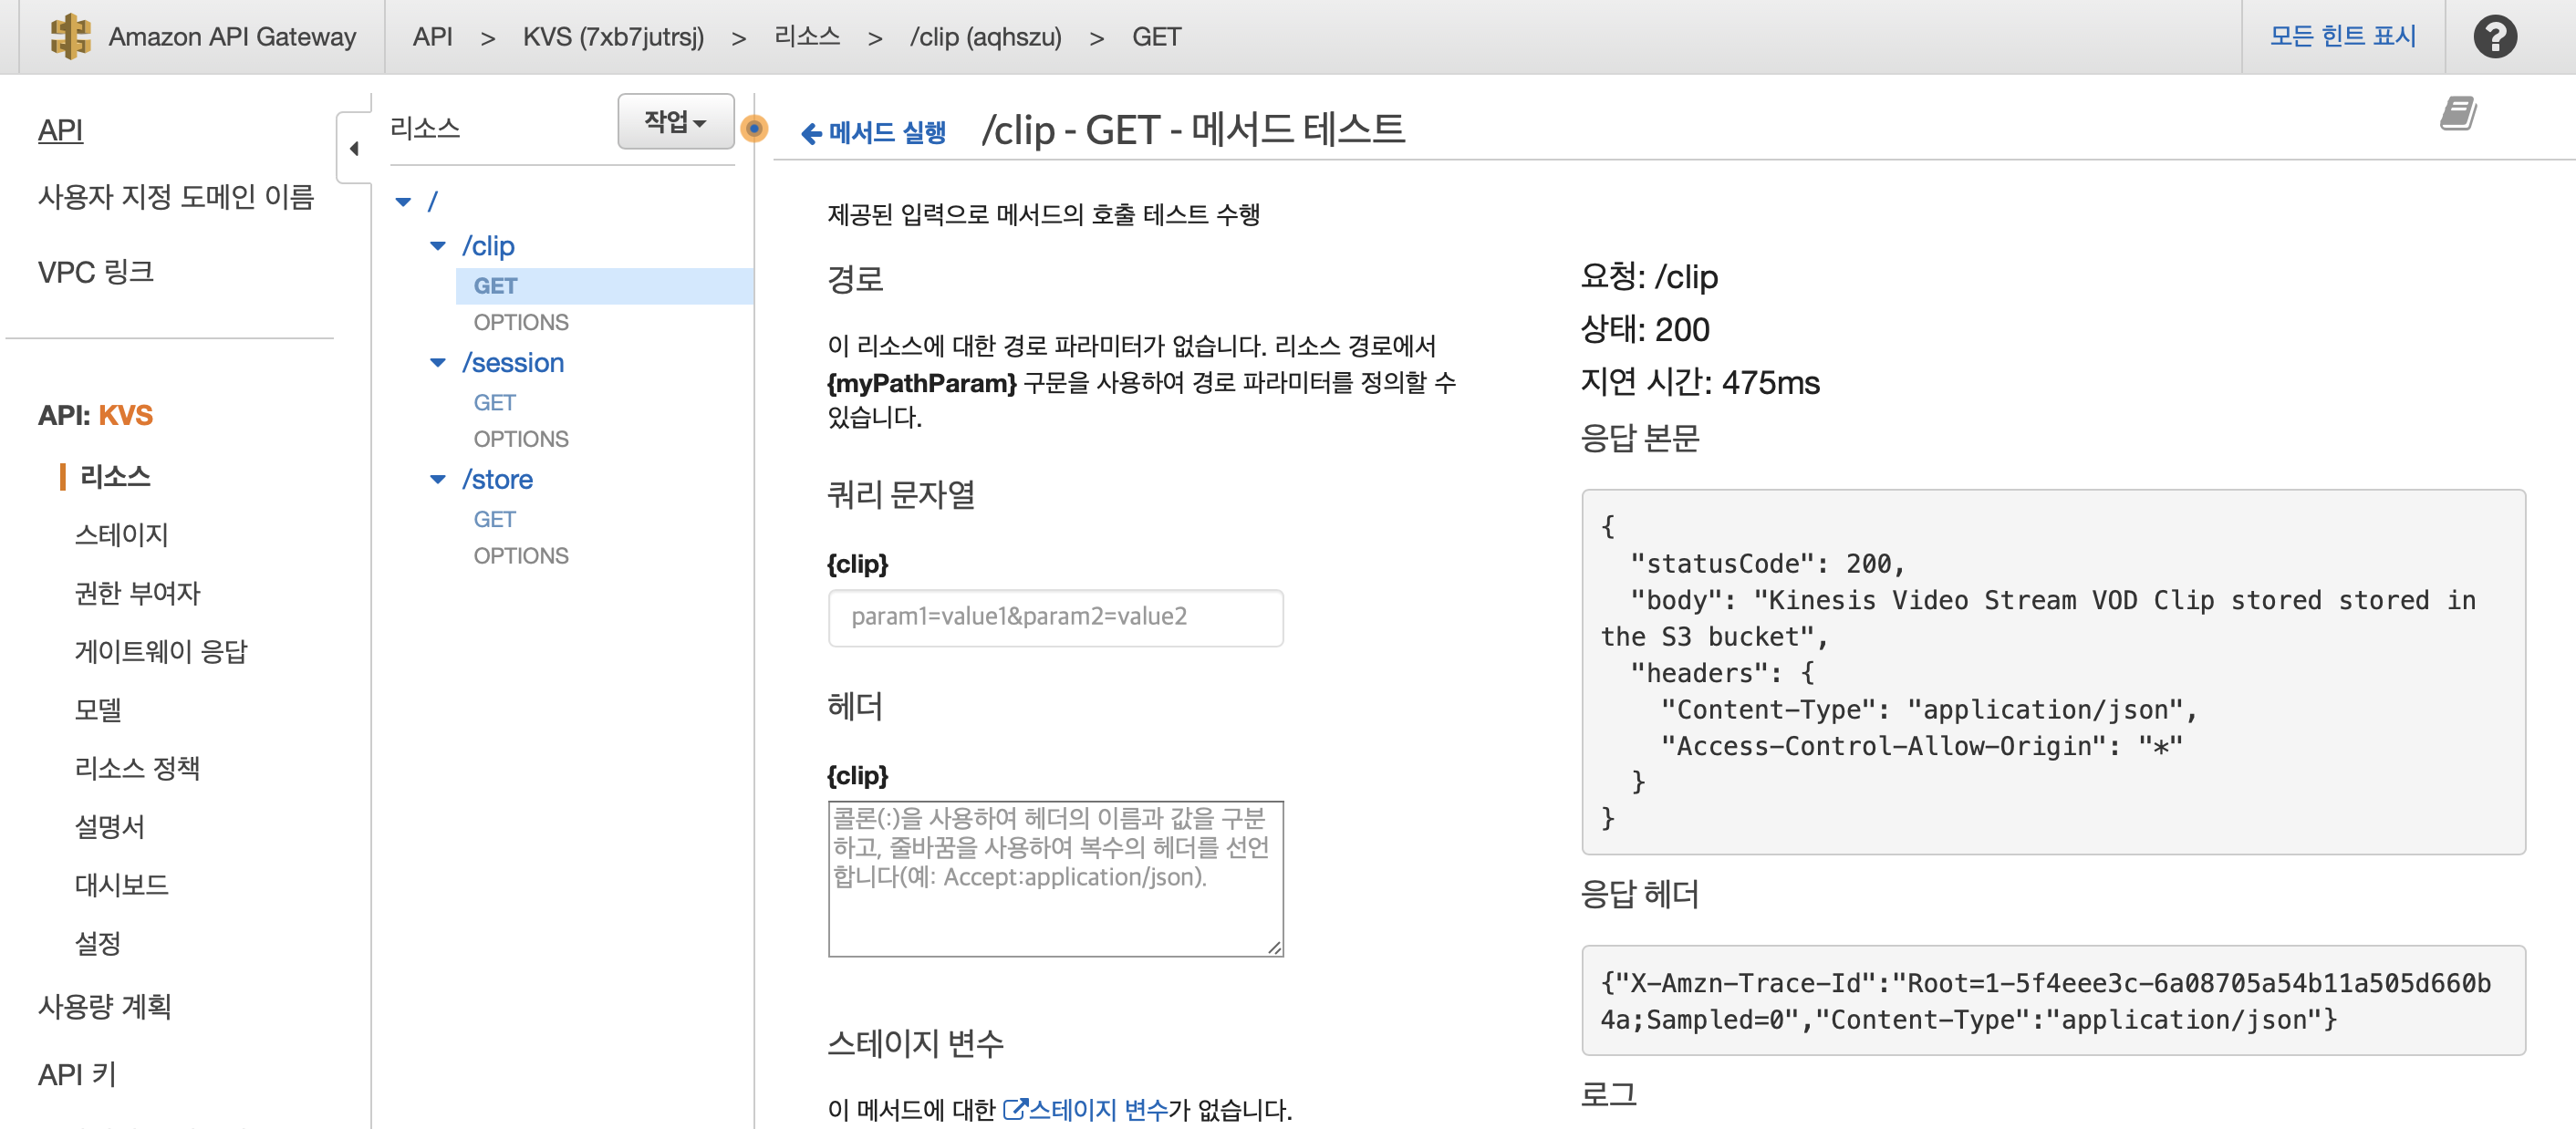 Amazon API Gateway
API > KVS (7xb7jutrsj) > 리소스 > /clip (aqhszu) > GET
모든 힌트 표시
?
API
사용자 지정 도메인 이름
VPC 링크
API: KVS
리소스
스테이지
권한 부여자
게이트웨이 응답
모델
리소스 정책
설명서
대시보드
설정
사용량 계획
API 키
리소스
작업
/
/clip
GET
OPTIONS
/session
GET
OPTIONS
/store
GET
OPTIONS
메서드 실행
/clip - GET - 메서드 테스트
제공된 입력으로 메서드의 호출 테스트 수행
경로
이 리소스에 대한 경로 파라미터가 없습니다. 리소스 경로에서
{myPathParam} 구문을 사용하여 경로 파라미터를 정의할 수
있습니다.
쿼리 문자열
{clip}
param1=value1&param2=value2
헤더
{clip}
콜론(:)을 사용하여 헤더의 이름과 값을 구분
하고, 줄바꿈을 사용하여 복수의 헤더를 선언
합니다(예: Accept:application/json).
스테이지 변수
이 메서드에 대한 스테이지 변수가 없습니다.
요청: /clip
상태: 200
지연 시간: 475ms
응답 본문
{
"statusCode": 200,
"body": "Kinesis Video Stream VOD Clip stored stored in
the S3 bucket",
"headers": {
"Content-Type": "application/json",
"Access-Control-Allow-Origin": "*"
}
}
응답 헤더
{"X-Amzn-Trace-Id":"Root=1-5f4eee3c-6a08705a54b11a505d660b
4a;Sampled=0","Content-Type":"application/json"}
로그